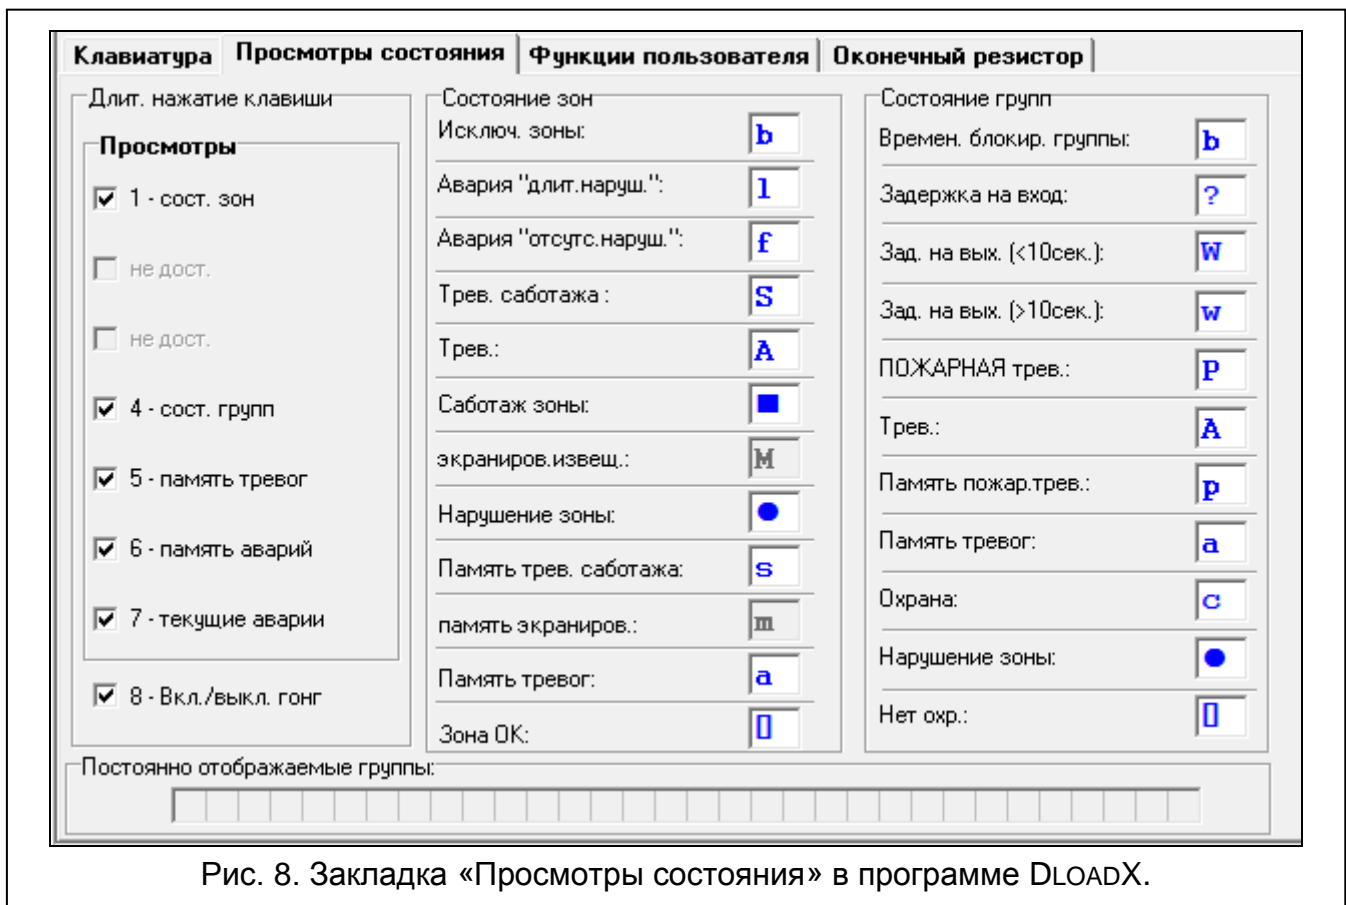 Клавиатура Просмотры состояния Функции пользователя Оконечный резистор
Длит. нажатие клавиши
Просмотры
1 - сост. зон
не дост.
не дост.
4 - сост. групп
5 - память тревог
6 - память аварий
7 - текущие аварии
8 - Вкл./выкл. гонг
Состояние зон
Исключ. зоны: b
Авария "длит.наруш.": l
Авария "отсутс.наруш.": f
Трев. саботажа : S
Трев.: A
Саботаж зоны: ■
экраниров.извещ.: M
Нарушение зоны: ●
Память трев. саботажа: s
память экраниров.: m
Память тревог: a
Зона ОК: []
Состояние групп
Времен. блокир. группы: b
Задержка на вход: ?
Зад. на вых. (<10сек.): W
Зад. на вых. (>10сек.): w
ПОЖАРНАЯ трев.: P
Трев.: A
Память пожар.трев.: p
Память тревог: a
Охрана: c
Нарушение зоны: ●
Нет охр.: []
Постоянно отображаемые группы:
Рис. 8. Закладка «Просмотры состояния» в программе DLOADX.